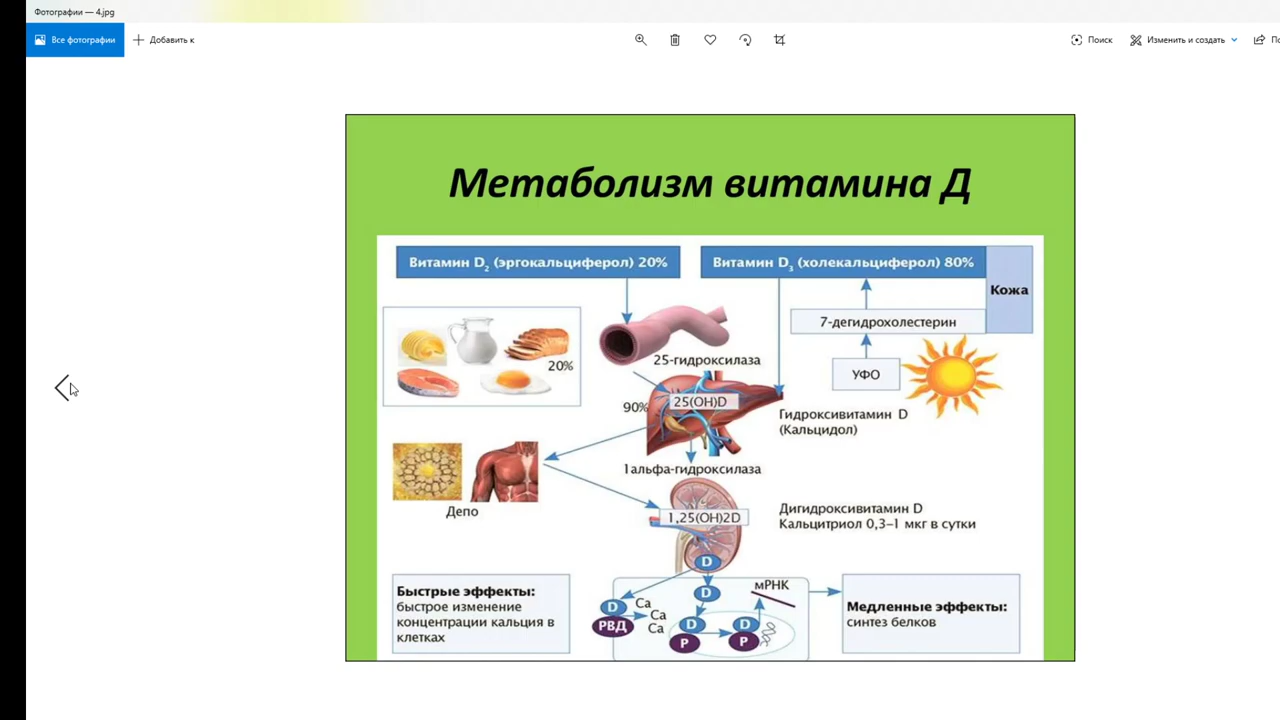 Фотографии — 4.jpg
Все фотографии
Добавить к
Поиск
Изменить и создать
Метаболизм витамина Д
Витамин D2 (эргокальциферол) 20%
Витамин D3 (холекальциферол) 80%
Кожа
7-дегидрохолестерин
УФО
20%
25-гидроксилаза
90%
25(OH)D
Гидроксивитамин D
(Кальцидол)
1альфа-гидроксилаза
Депо
1,25(OH)2D
Дигидроксивитамин D
Кальцитриол 0,3–1 мкг в сутки
Быстрые эффекты:
быстрое изменение
концентрации кальция в
клетках
D
D
D
РВД
Ca
Ca
Ca
D
P
D
P
мРНК
Медленные эффекты:
синтез белков